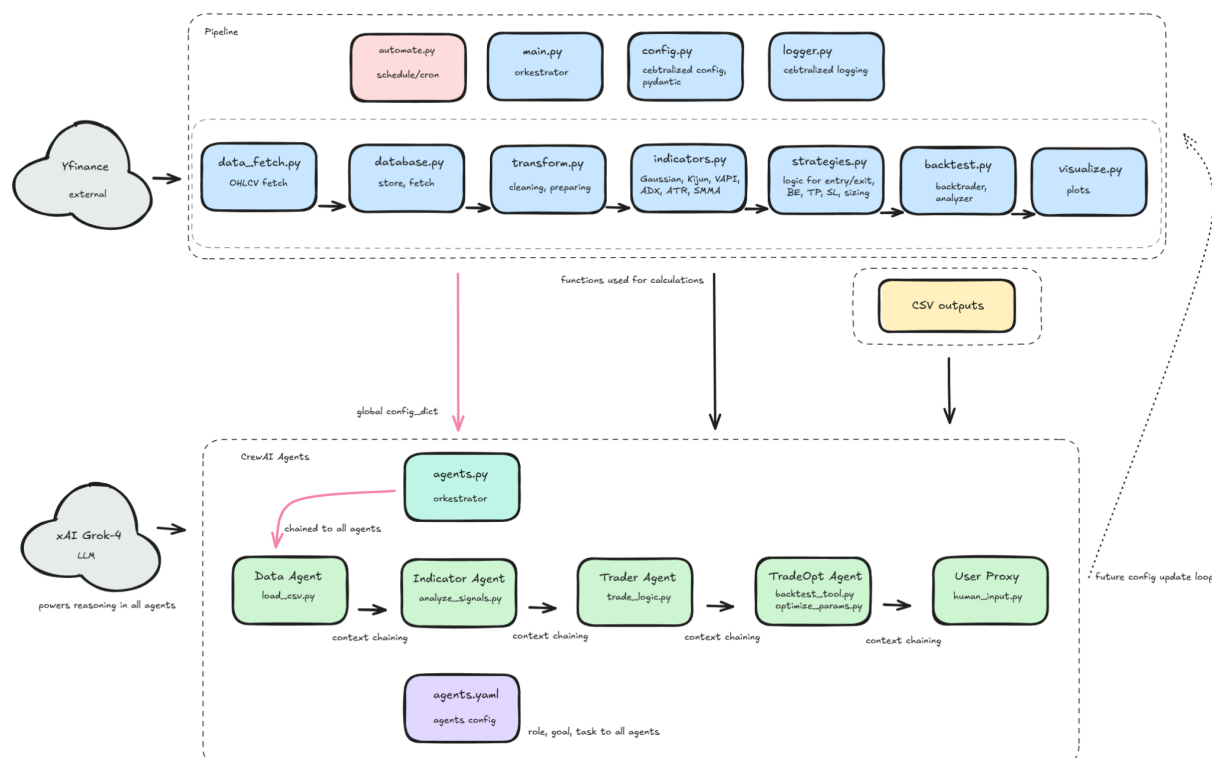 Pipeline
automate.py
schedule/cron
main.py
orkestrator
config.py
cebtralized config,
pydantic
logger.py
cebtralized logging
Yfinance
external
data_fetch.py
OHLCV fetch
database.py
store, fetch
transform.py
cleaning, preparing
indicators.py
Gaussian, Kijun, VAPI,
ADX, ATR, SMMA
strategies.py
logic for entry/exit,
BE, TP, SL, sizing
backtest.py
backtrader,
analyzer
visualize.py
plots
functions used for calculations
CSV outputs
global config_dict
CrewAI Agents
agents.py
orkestrator
xAI Grok-4
LLM
powers reasoning in all agents
chained to all agents
Data Agent
load_csv.py
context chaining
Indicator Agent
analyze_signals.py
context chaining
Trader Agent
trade_logic.py
context chaining
TradeOpt Agent
backtest_tool.py
optimize_params.py
context chaining
User Proxy
human_input.py
future config update loop
agents.yaml
agents config
role, goal, task to all agents